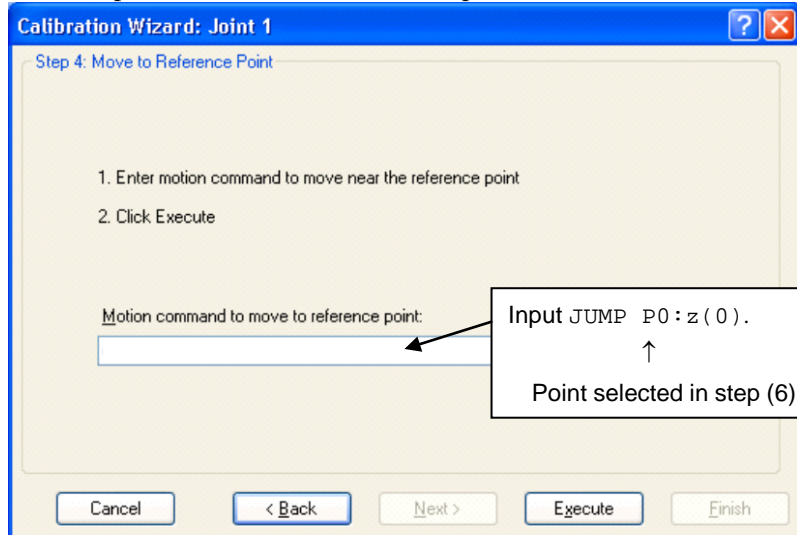 Calibration Wizard: Joint 1
Step 4: Move to Reference Point
1. Enter motion command to move near the reference point
2. Click Execute
Motion command to move to reference point:
Input JUMP P0:z(0).
↑
Point selected in step (6)
Cancel
< Back
Next >
Execute
Finish